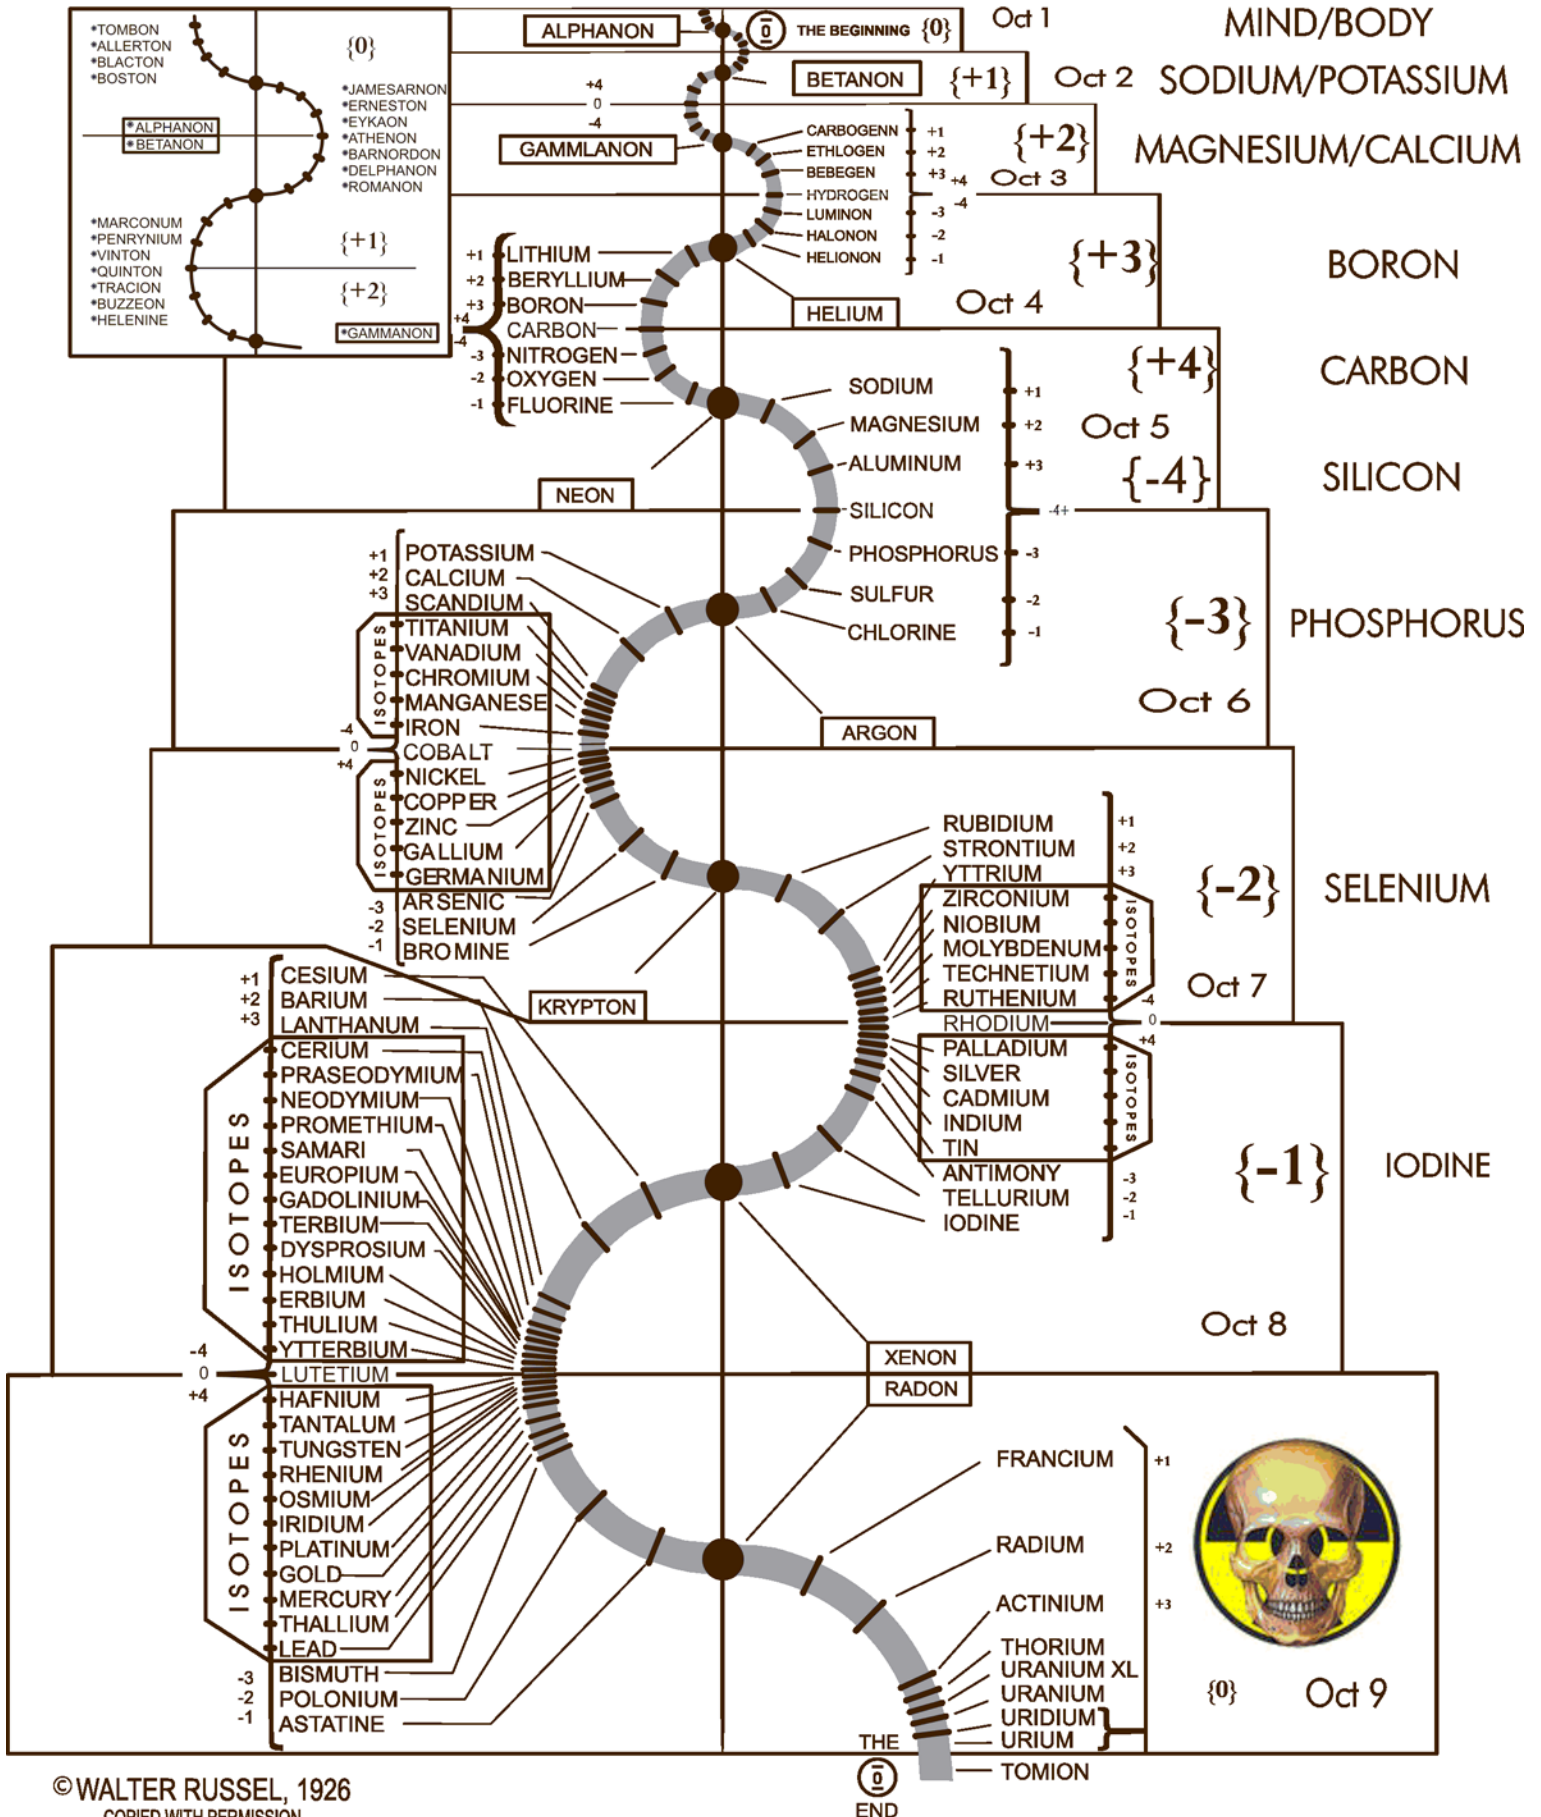 *TOMBON
*ALLERTON
*BLACTON
*BOSTON
{0}
*JAMESARNON
*ERNESTON
*EYKAON
*ATHENON
*BARNORDON
*DELPHANON
*ROMANON
*ALPHANON
*BETANON
*MARCONUM
*PENRYNIUM
*VINTON
*QUINTON
*TRACION
*BUZZEON
*HELENINE
{+1}
{+2}
*GAMMANON
ALPHANON
0
THE BEGINNING {0}
Oct 1
MIND/BODY
BETANON
{+1}
Oct 2
SODIUM/POTASSIUM
+4
0
-4
GAMMLANON
CARBOGENN +1
ETHLOGEN +2
BEBEGEN +3
HYDROGEN +4 -4
LUMINON -3
HALONON -2
HELIONON -1
{+2}
Oct 3
MAGNESIUM/CALCIUM
+1 LITHIUM
+2 BERYLLIUM
+3 BORON
+4 -4 CARBON
-3 NITROGEN
-2 OXYGEN
-1 FLUORINE
HELIUM
{+3}
Oct 4
BORON
SODIUM +1
MAGNESIUM +2
ALUMINUM +3
SILICON -4+
PHOSPHORUS -3
SULFUR -2
CHLORINE -1
{+4}
CARBON
Oct 5
{-4}
SILICON
NEON
+1 POTASSIUM
+2 CALCIUM
+3 SCANDIUM
ISOTOPES
TITANIUM
VANADIUM
CHROMIUM
MANGANESE
-4 IRON
0 COBALT
+4 NICKEL
COPPER
ZINC
GALLIUM
GERMANIUM
ISOTOPES
-3 ARSENIC
-2 SELENIUM
-1 BROMINE
ARGON
{-3}
PHOSPHORUS
Oct 6
RUBIDIUM +1
STRONTIUM +2
YTTRIUM +3
ZIRCONIUM
NIOBIUM
MOLYBDENUM
TECHNETIUM
RUTHENIUM -4
ISOTOPES
RHODIUM 0
+4
PALLADIUM
SILVER
CADMIUM
INDIUM
TIN
ISOTOPES
ANTIMONY -3
TELLURIUM -2
IODINE -1
{-2}
SELENIUM
Oct 7
KRYPTON
+1 CESIUM
+2 BARIUM
+3 LANTHANUM
ISOTOPES
CERIUM
PRASEODYMIUM
NEODYMIUM
PROMETHIUM
SAMARI
EUROPIUM
GADOLINIUM
TERBIUM
DYSPROSIUM
HOLMIUM
ERBIUM
THULIUM
-4 YTTERBIUM
0 LUTETIUM
+4 HAFNIUM
TANTALUM
TUNGSTEN
RHENIUM
OSMIUM
IRIDIUM
PLATINUM
GOLD
MERCURY
THALLIUM
LEAD
ISOTOPES
-3 BISMUTH
-2 POLONIUM
-1 ASTATINE
{-1}
IODINE
Oct 8
XENON
RADON
FRANCIUM +1
RADIUM +2
ACTINIUM +3
THORIUM
URANIUM XL
URANIUM
URIDIUM
URIUM
TOMION
{0}
Oct 9
THE
0
END
©WALTER RUSSEL, 1926
COPIED WITH PERMISSION